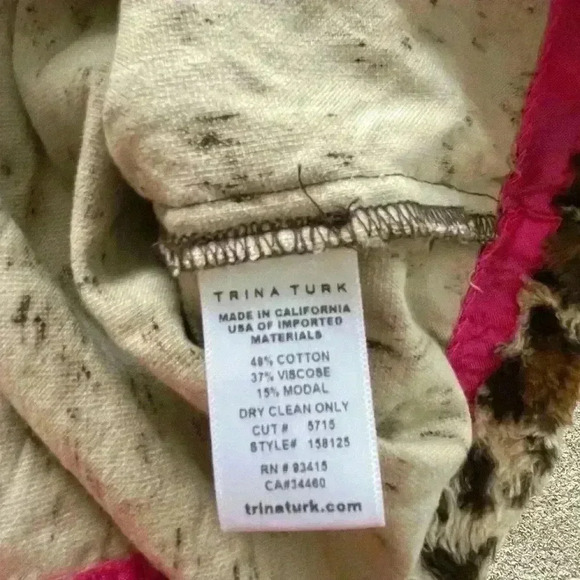 TRINA TURK
MADE IN CALIFORNIA
USA OF IMPORTED
MATERIALS
48% COTTON
37% VISCOSE
15% MODAL
DRY CLEAN ONLY
CUT # 5715
STYLE# 158125
RN # 93415
CA#34460
trinaturk.com